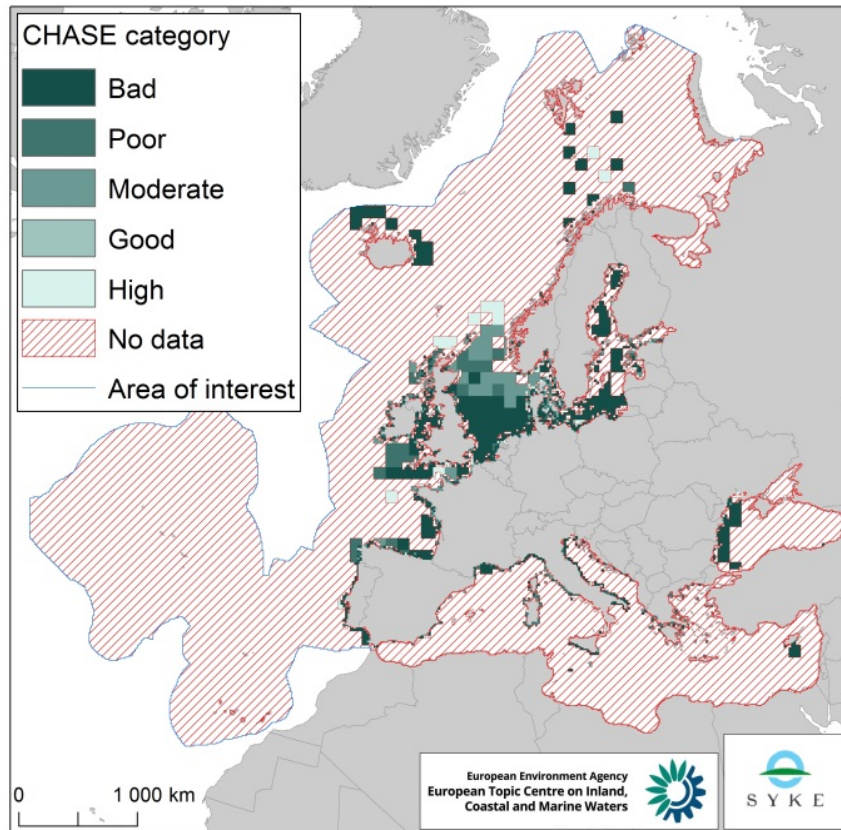 CHASE category
Bad
Poor
Moderate
Good
High
No data
Area of interest
0 1 000 km
European Environment Agency
European Topic Centre on Inland,
Coastal and Marine Waters
SYKE